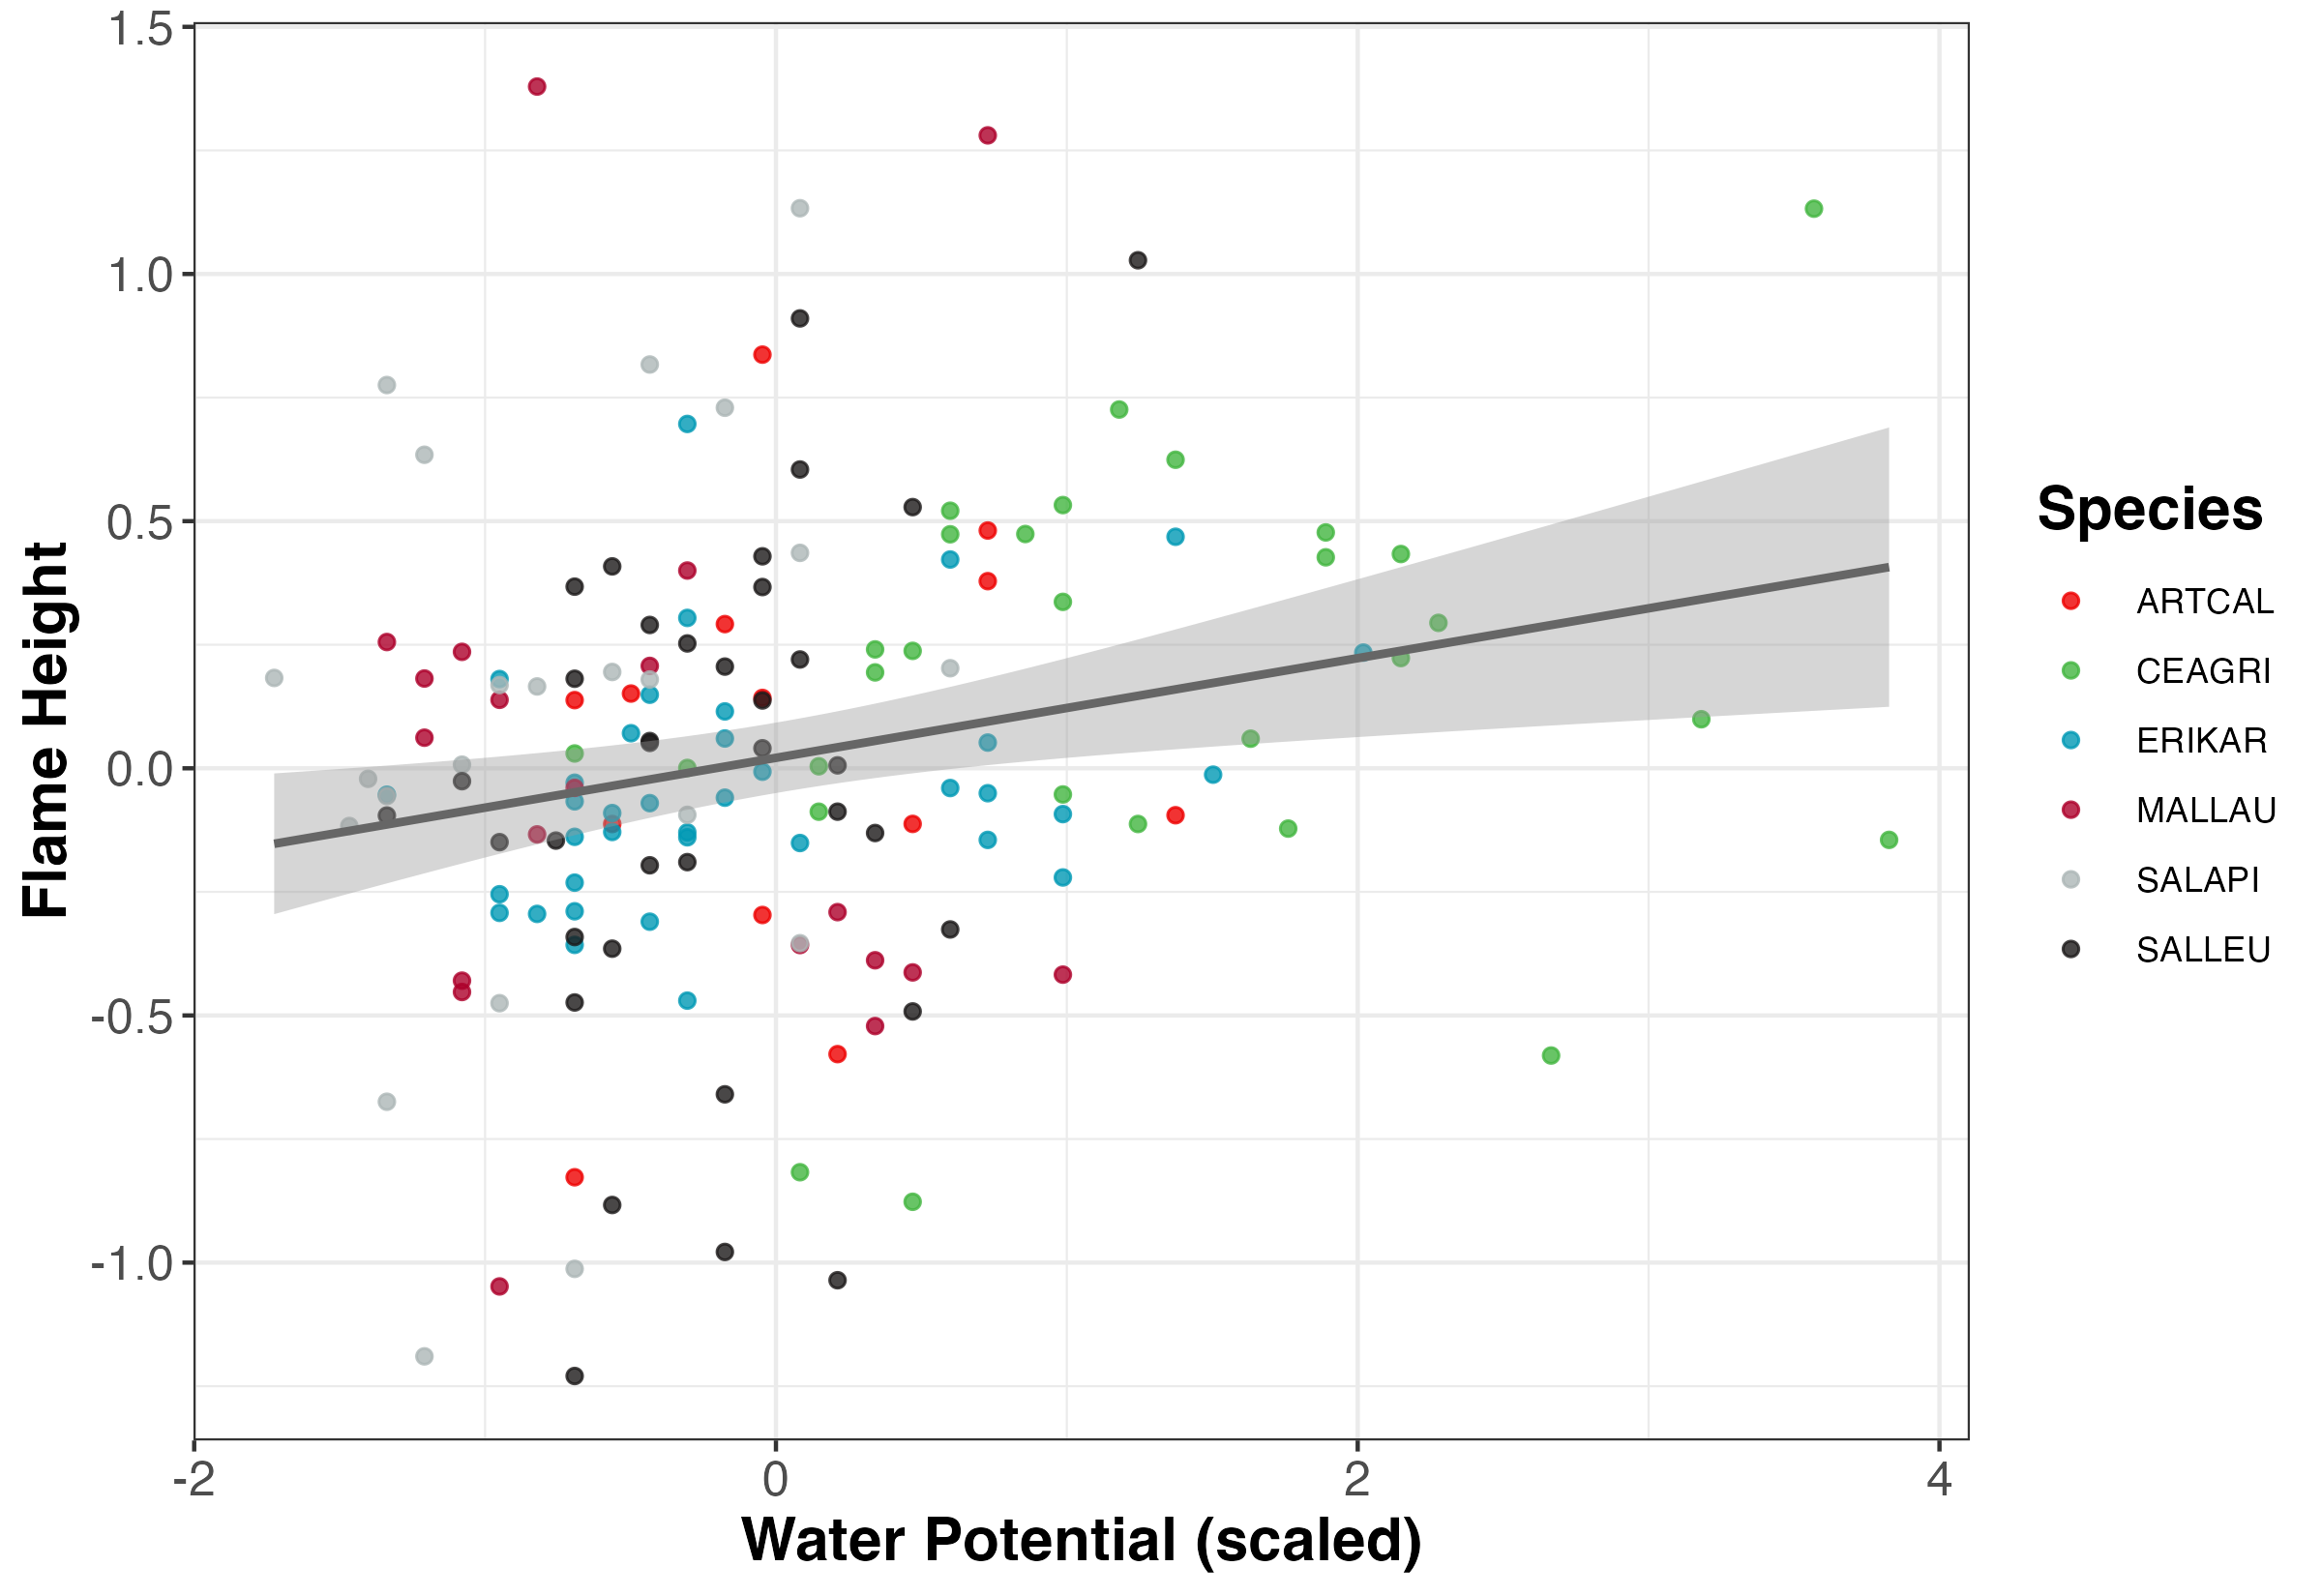 1.5
1.0
0.5
0.0
-0.5
-1.0
Flame Height
-2 0 2 4
Water Potential (scaled)
Species
ARTCAL
CEAGRI
ERIKAR
MALLAU
SALAPI
SALLEU